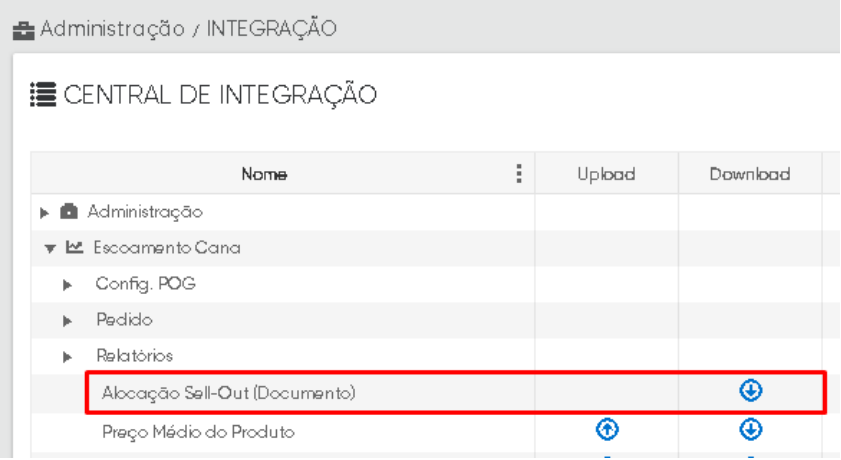 Administração / INTEGRAÇÃO
CENTRAL DE INTEGRAÇÃO
Nome Upload Download
Administração
Escoamento Cana
Config. POG
Pedido
Relatórios
Alocação Sell-Out (Documento)
Preço Médio do Produto